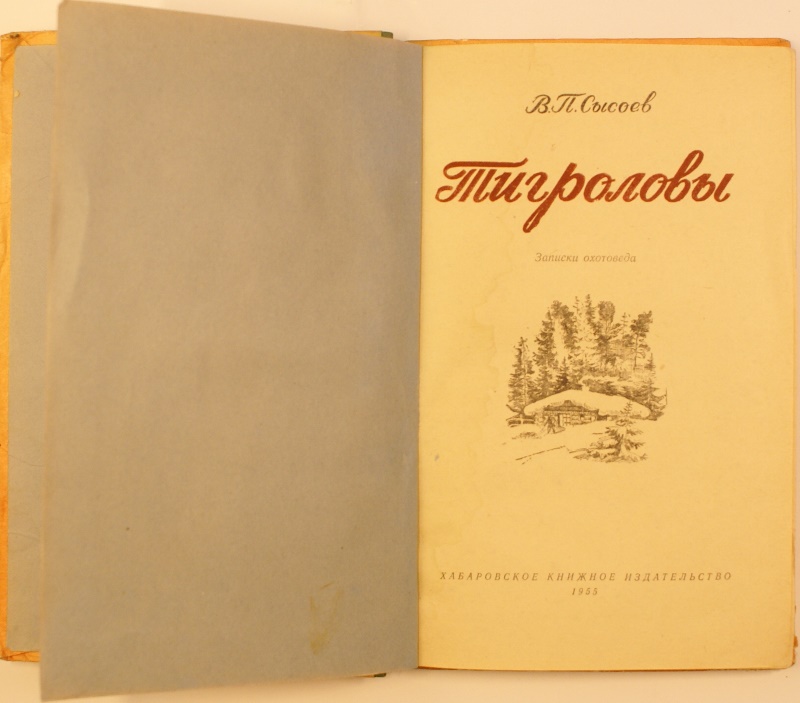 В. П. Сысоев
Тигроловы
Записки охотоведа
ХАБАРОВСКОЕ КНИЖНОЕ ИЗДАТЕЛЬСТВО
1955